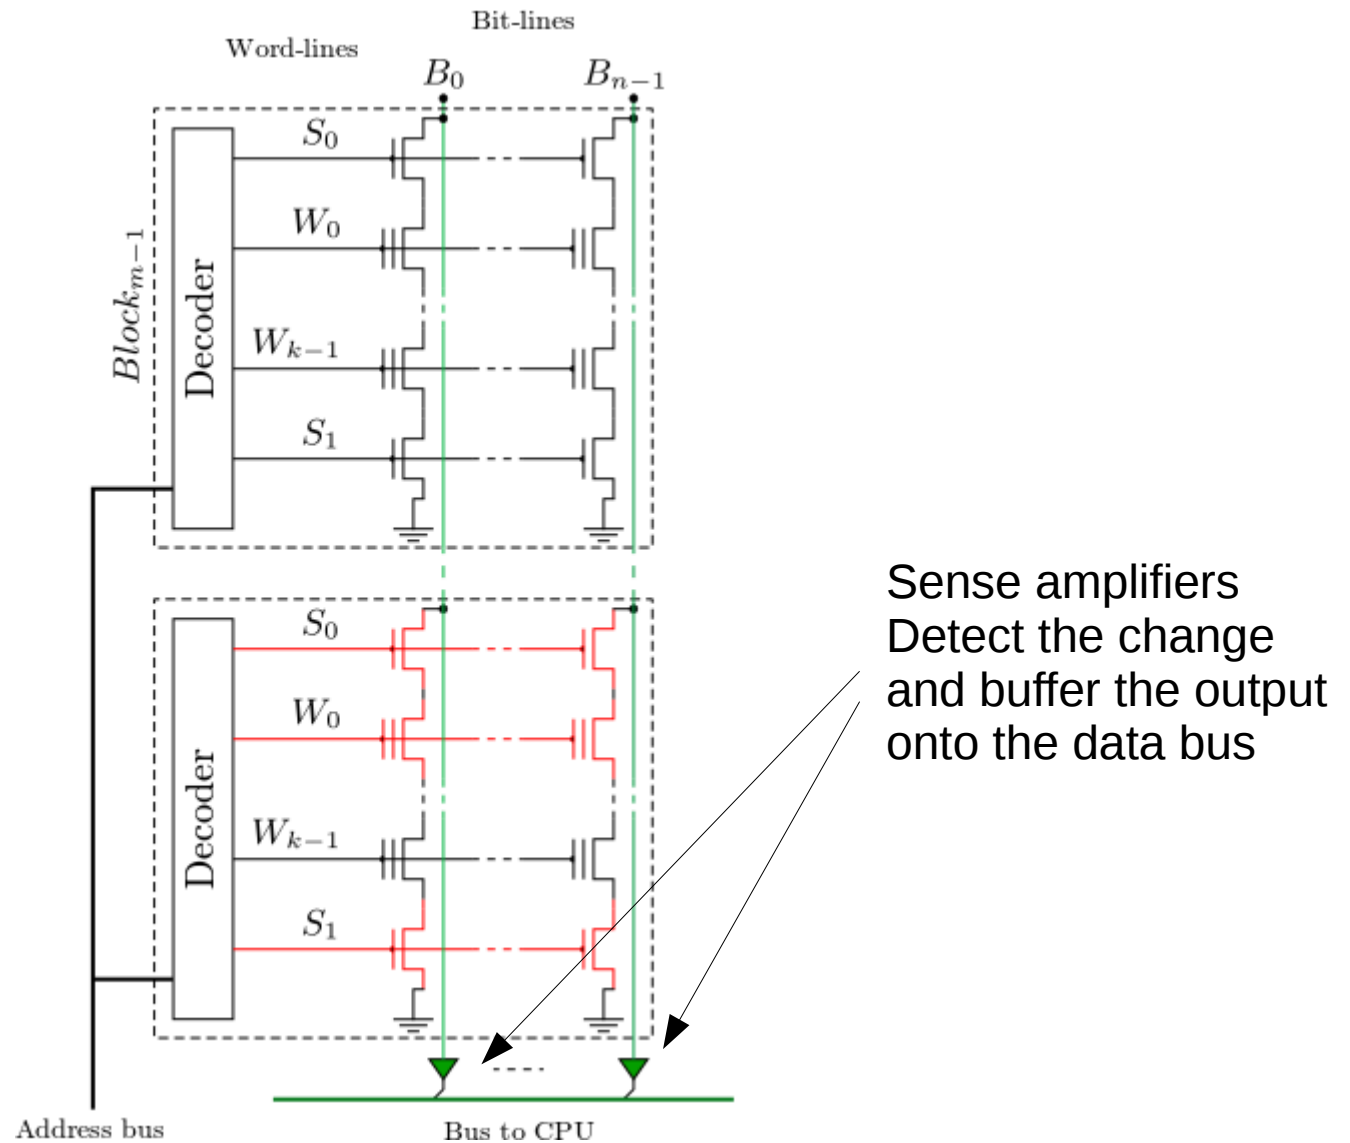 Bit-lines
Word-lines
B₀ Bₙ₋₁
S₀
W₀
Blockₘ₋₁
Decoder
Wₖ₋₁
S₁
S₀
W₀
Decoder
Wₖ₋₁
S₁
Sense amplifiers
Detect the change
and buffer the output
onto the data bus
Address bus
Bus to CPU